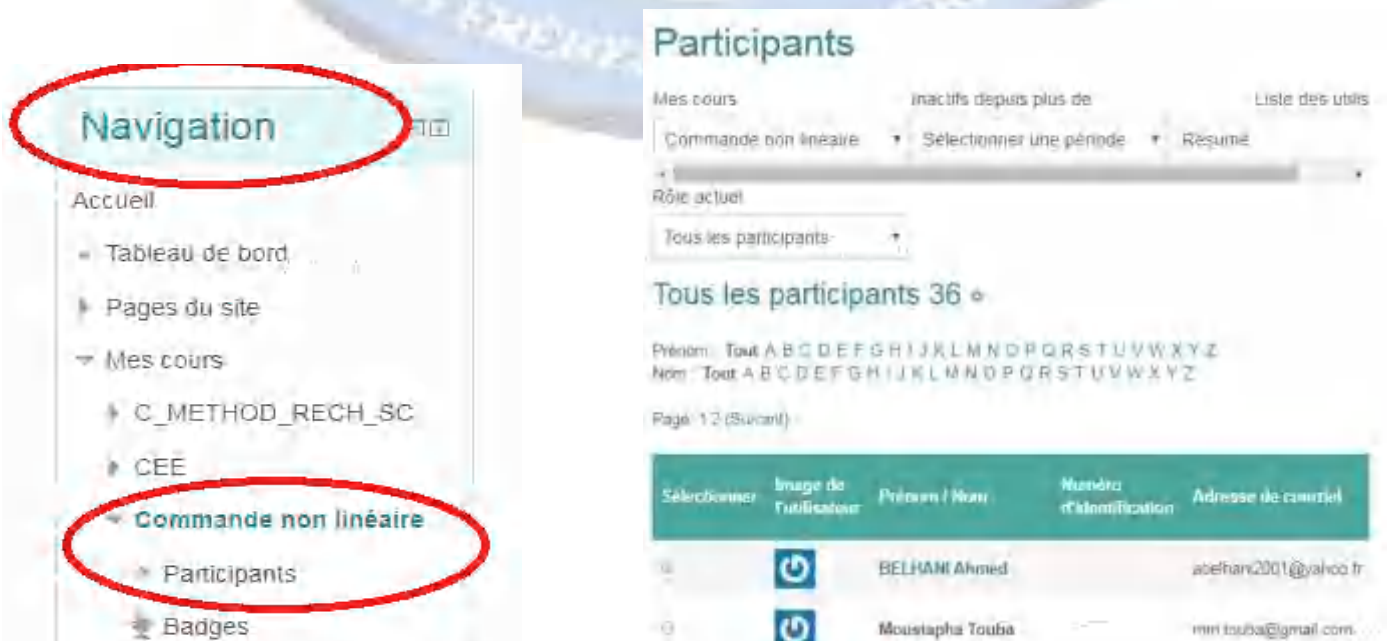 Navigation
Accueil
Tableau de bord
Pages du site
Mes cours
C_METHOD_RECH_SC
CEE
Commande non linéaire
Participants
Badges
Participants
Mes cours Inactifs depuis plus de Liste des utilis
Commande non linéaire Sélectionner une période Résumé
Rôle actuel
Tous les participants
Tous les participants 36
Prénom : Tout A B C D E F G H I J K L M N O P Q R S T U V W X Y Z
Nom : Tout A B C D E F G H I J K L M N O P Q R S T U V W X Y Z
Page: 1 2 (Suivant)
Sélectionner Image de l'utilisateur Prénom / Nom Numéro d'identification Adresse de courriel
BELHANI Ahmed abelhani2001@yahoo.fr
Moustapha Touba mm.touba@gmail.com